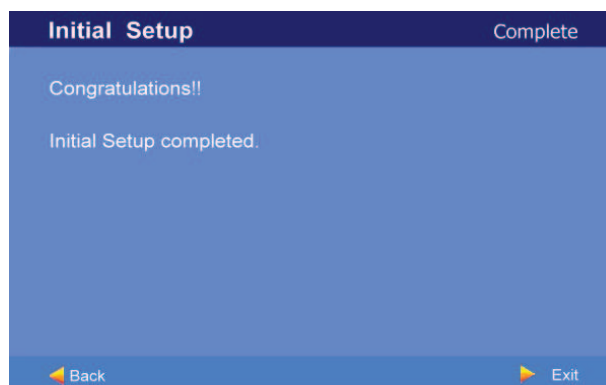 Initial Setup Complete
Congratulations!!
Initial Setup completed.
Back Exit